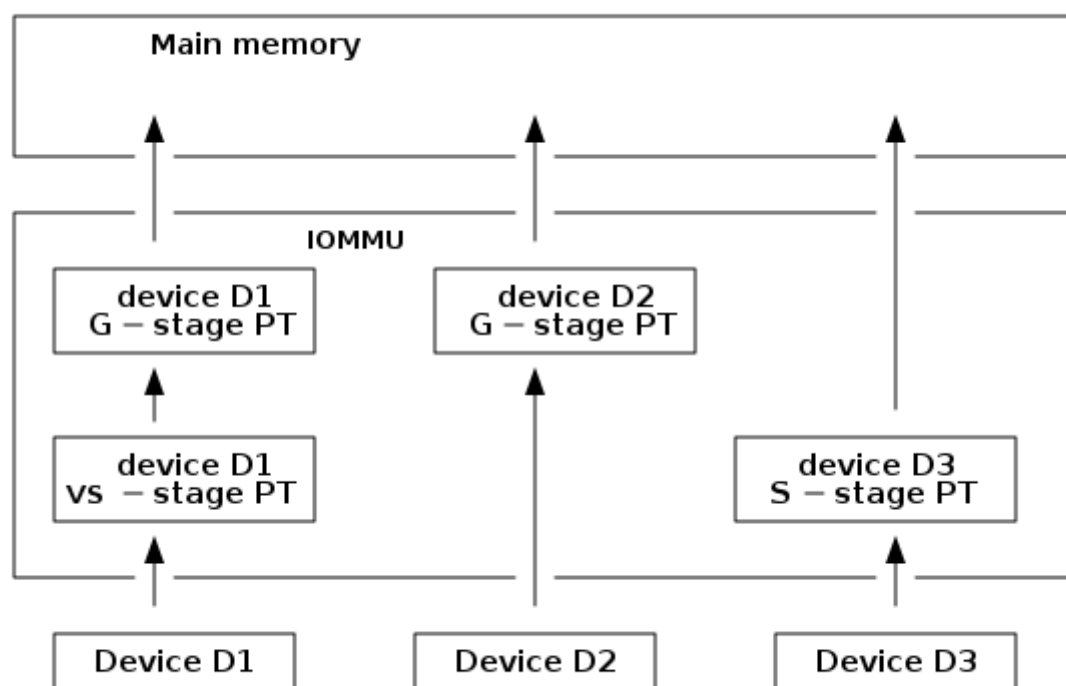 Main memory
IOMMU
device D1
G − stage PT
device D2
G − stage PT
device D1
vs − stage PT
device D3
S − stage PT
Device D1
Device D2
Device D3